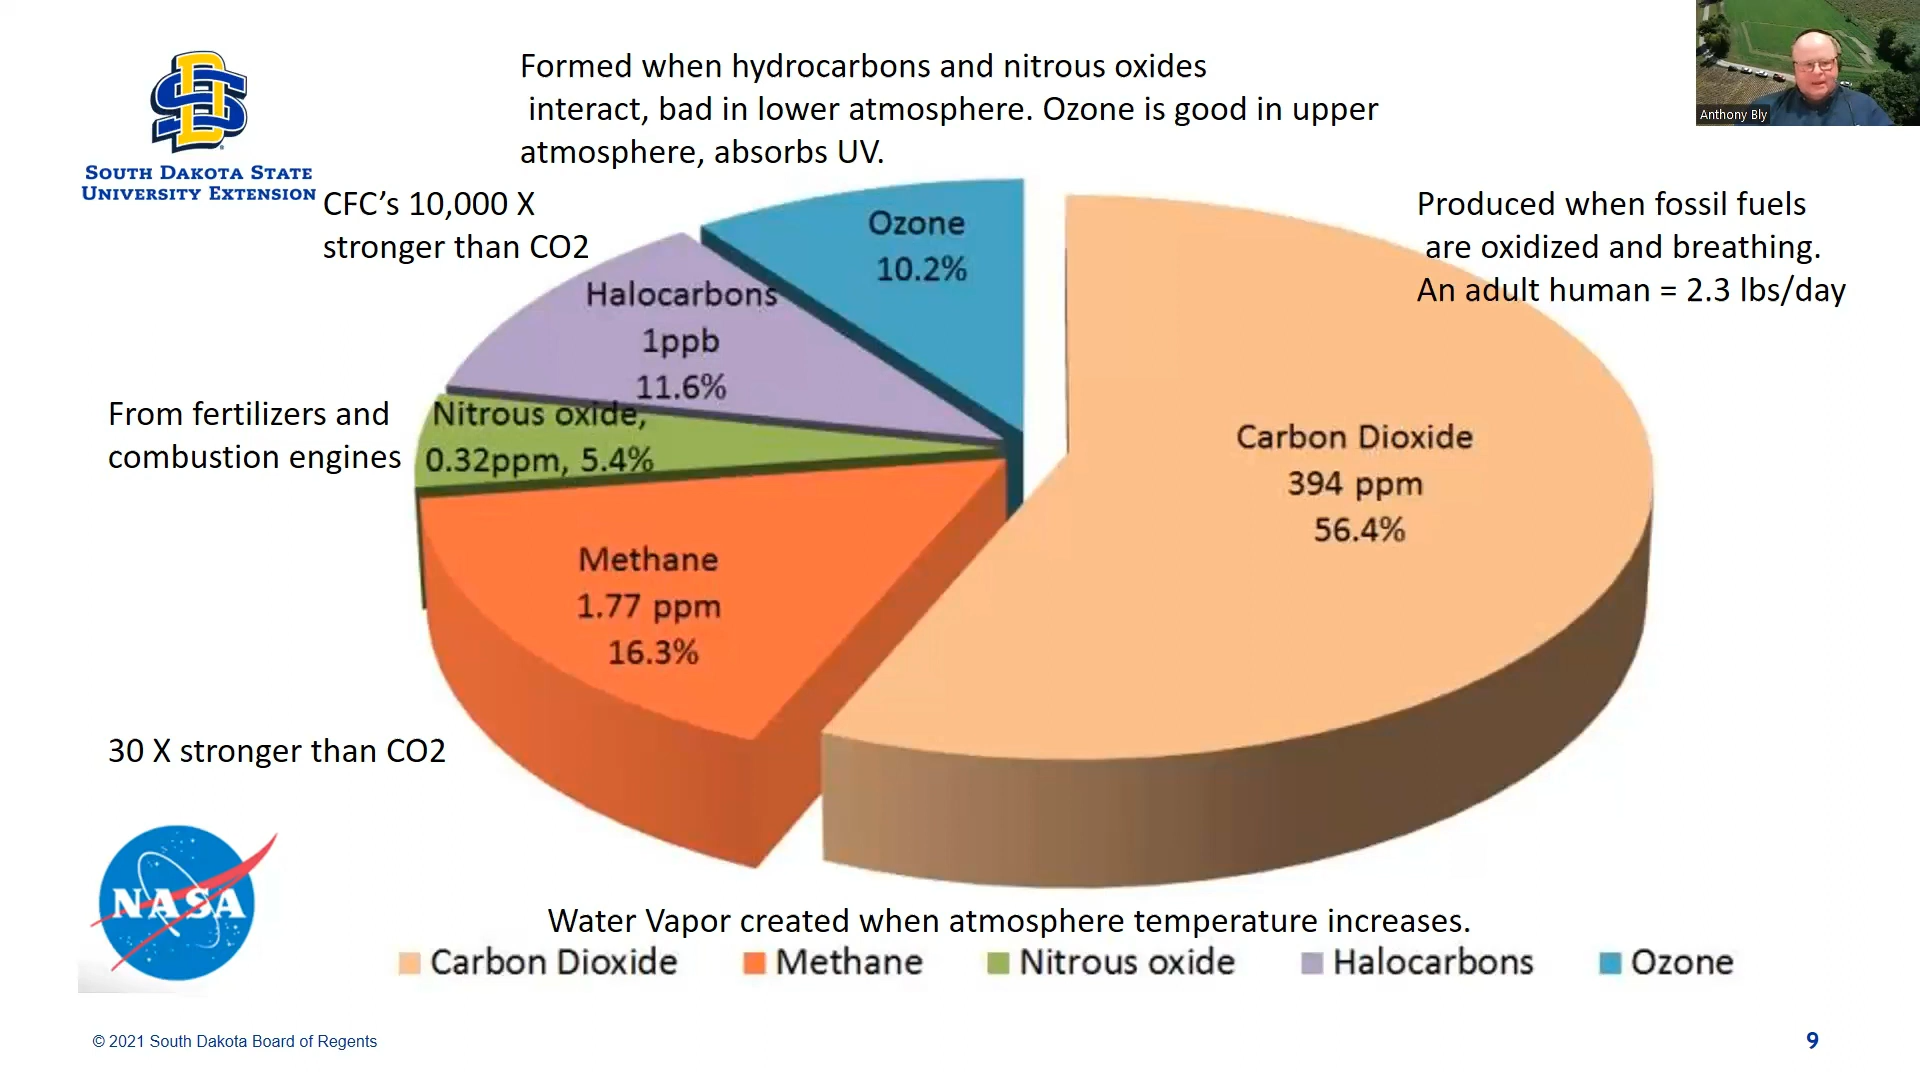 Formed when hydrocarbons and nitrous oxides
interact, bad in lower atmosphere. Ozone is good in upper
atmosphere, absorbs UV.
Anthony Bly
SOUTH DAKOTA STATE
UNIVERSITY EXTENSION
CFC's 10,000 X
stronger than CO2
Produced when fossil fuels
are oxidized and breathing.
An adult human = 2.3 lbs/day
Ozone
10.2%
Halocarbons
1ppb
11.6%
From fertilizers and
combustion engines
Nitrous oxide,
0.32ppm, 5.4%
Carbon Dioxide
394 ppm
56.4%
Methane
1.77 ppm
16.3%
30 X stronger than CO2
NASA
Water Vapor created when atmosphere temperature increases.
Carbon Dioxide Methane Nitrous oxide Halocarbons Ozone
© 2021 South Dakota Board of Regents
9